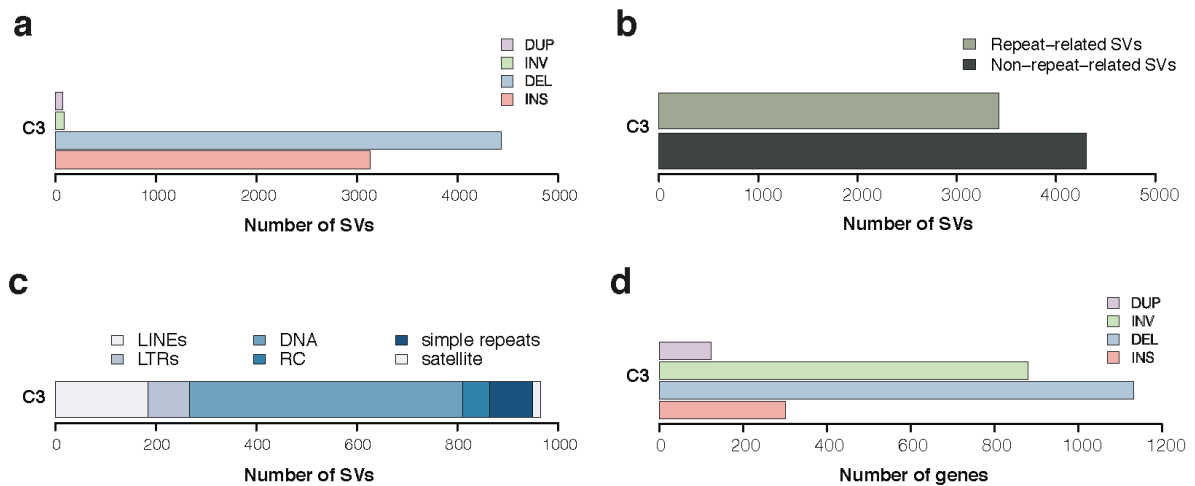 a
DUP
INV
DEL
INS
C3
0 1000 2000 3000 4000 5000
Number of SVs
b
Repeat-related SVs
Non-repeat-related SVs
C3
0 1000 2000 3000 4000 5000
Number of SVs
c
LINEs DNA simple repeats
LTRs RC satellite
C3
0 200 400 600 800 1000
Number of SVs
d
DUP
INV
DEL
INS
C3
0 200 400 600 800 1000 1200
Number of genes